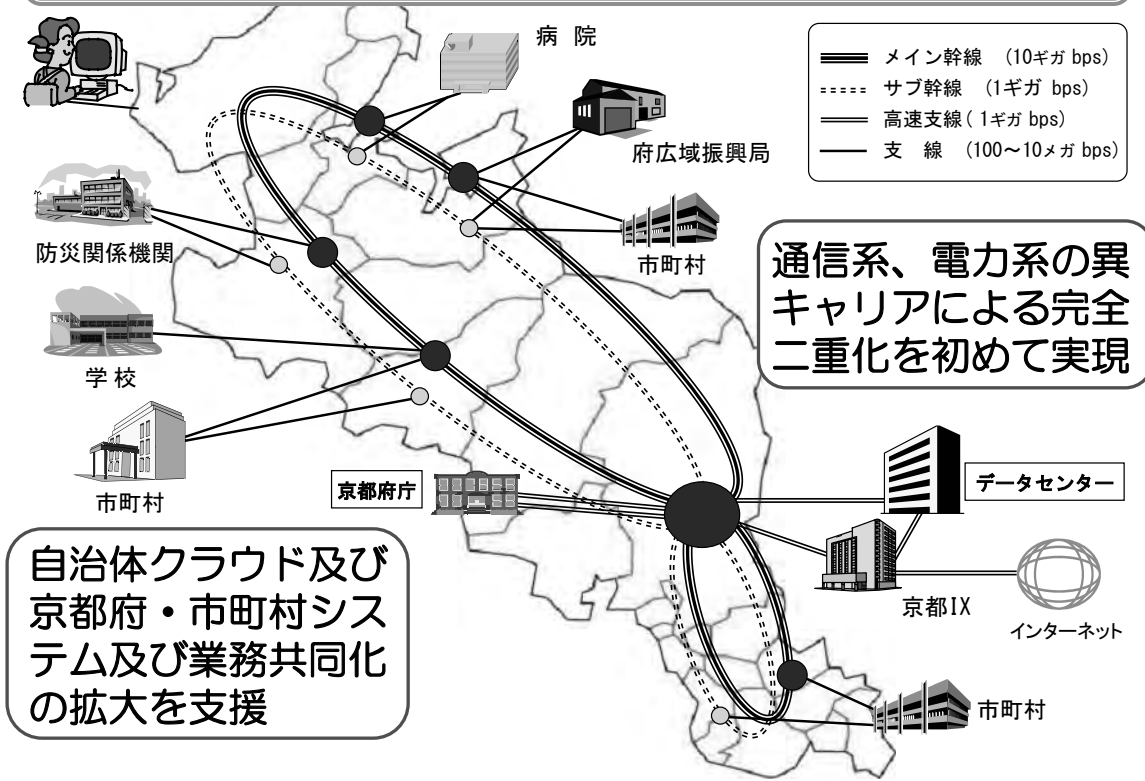 病 院
メイン幹線 (10ギガ bps)
サブ幹線 (1ギガ bps)
高速支線( 1ギガ bps)
支 線 (100～10メガ bps)
府広域振興局
防災関係機関
市町村
通信系、電力系の異
キャリアによる完全
二重化を初めて実現
学 校
市町村
京都府庁
データセンター
自治体クラウド及び
京都府・市町村シス
テム及び業務共同化
の拡大を支援
京都IX
インターネット
市町村